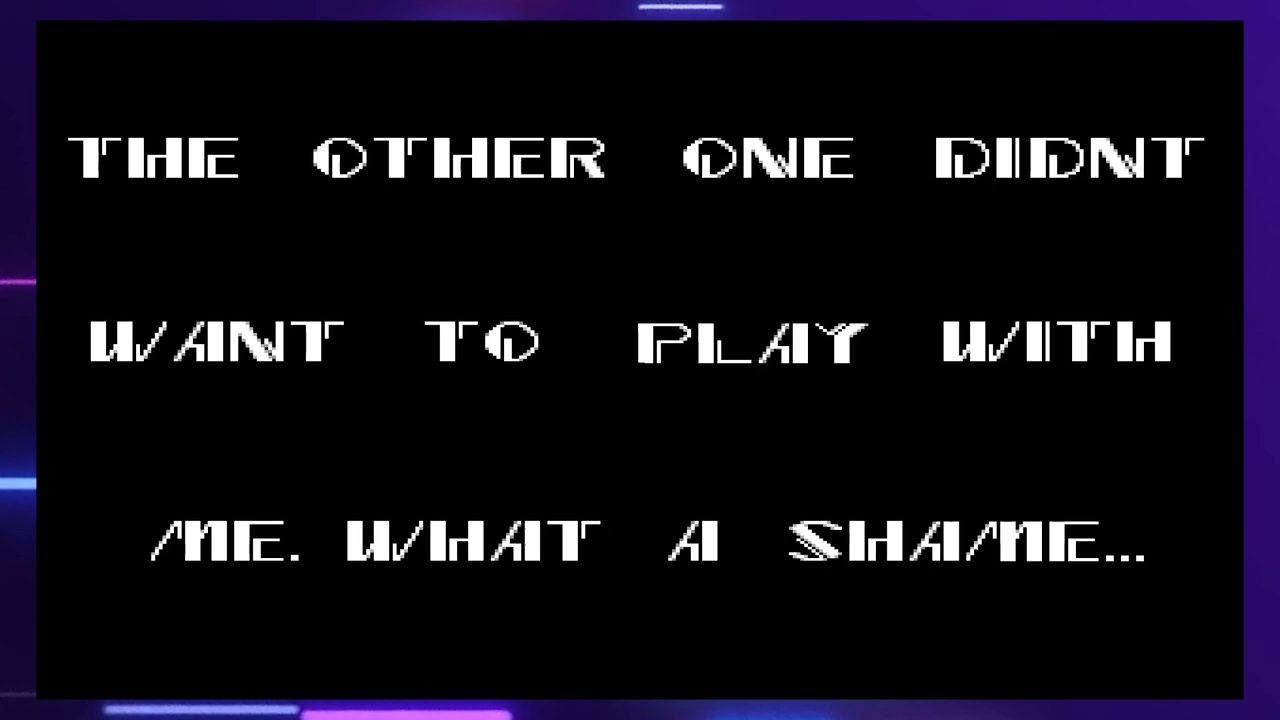 THE OTHER ONE DIDNT
WANT TO PLAY WITH
ME. WHAT A SHAME...